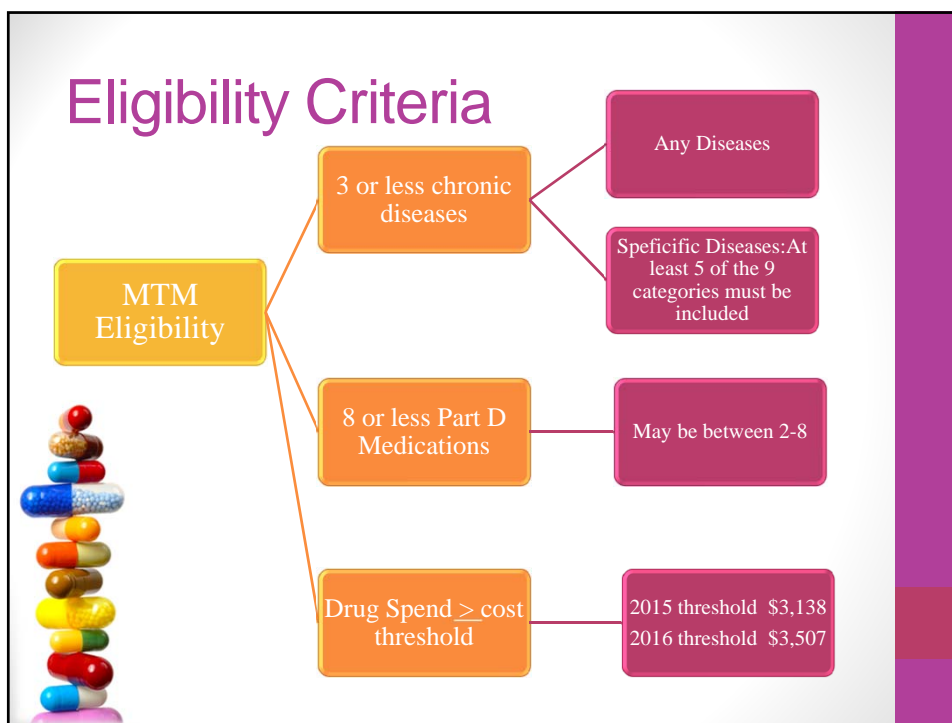 Eligibility Criteria
MTM
Eligibility
3 or less chronic
diseases
Any Diseases
Speficific Diseases:At
least 5 of the 9
categories must be
included
8 or less Part D
Medications
May be between 2-8
Drug Spend > cost
threshold
2015 threshold $3,138
2016 threshold $3,507